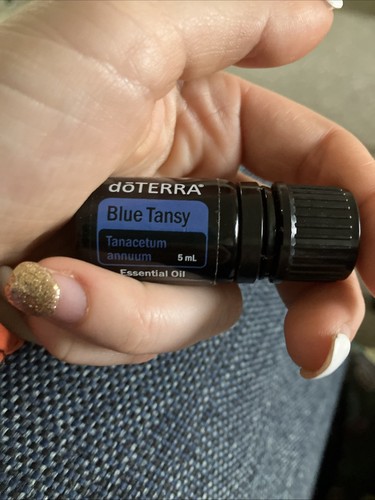 dōTERRA®
Blue Tansy
Tanacetum
annuum 5 mL
Essential Oil